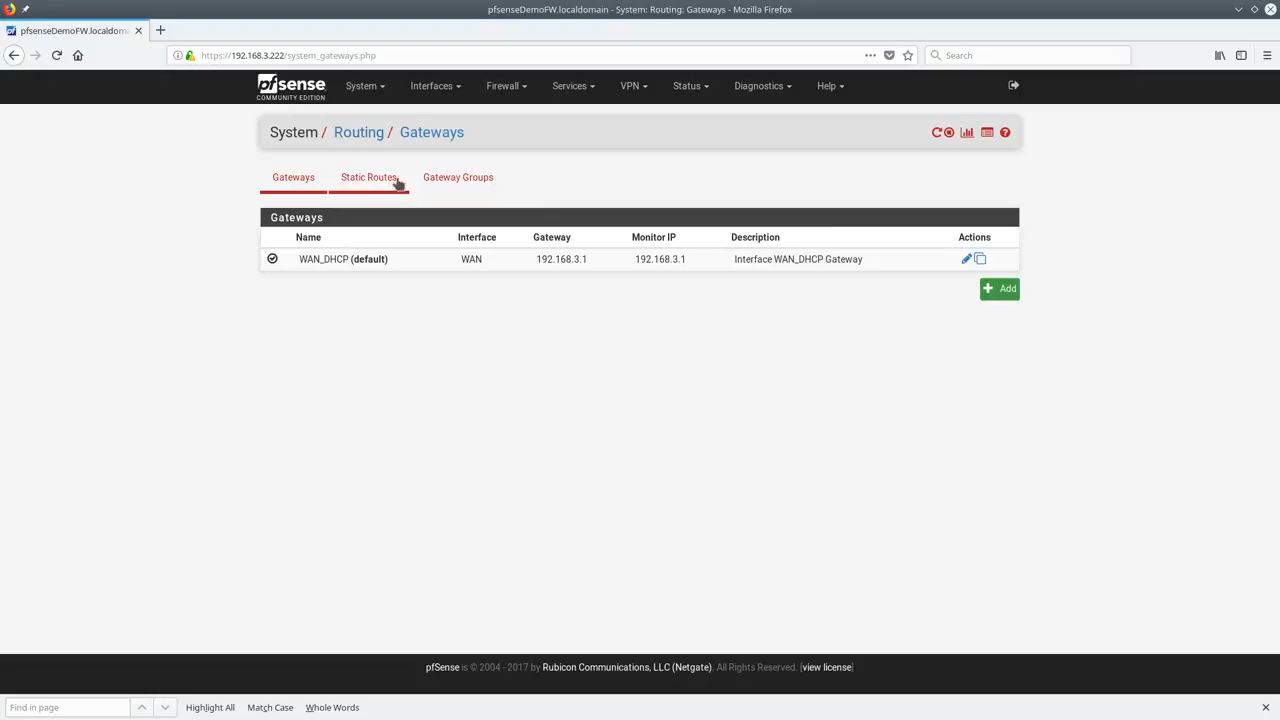 pfsenseDemoFW.localdomain - System: Routing: Gateways - Mozilla Firefox
pfsenseDemoFW.localdom
https://192.168.3.222/system_gateways.php
Search
pfsense
COMMUNITY EDITION
System
Interfaces
Firewall
Services
VPN
Status
Diagnostics
Help
System / Routing / Gateways
Gateways
Static Routes
Gateway Groups
Gateways
Name Interface Gateway Monitor IP Description Actions
WAN_DHCP (default) WAN 192.168.3.1 192.168.3.1 Interface WAN_DHCP Gateway
Add
pfSense is © 2004 - 2017 by Rubicon Communications, LLC (Netgate). All Rights Reserved. [view license]
Find in page
Highlight All
Match Case
Whole Words